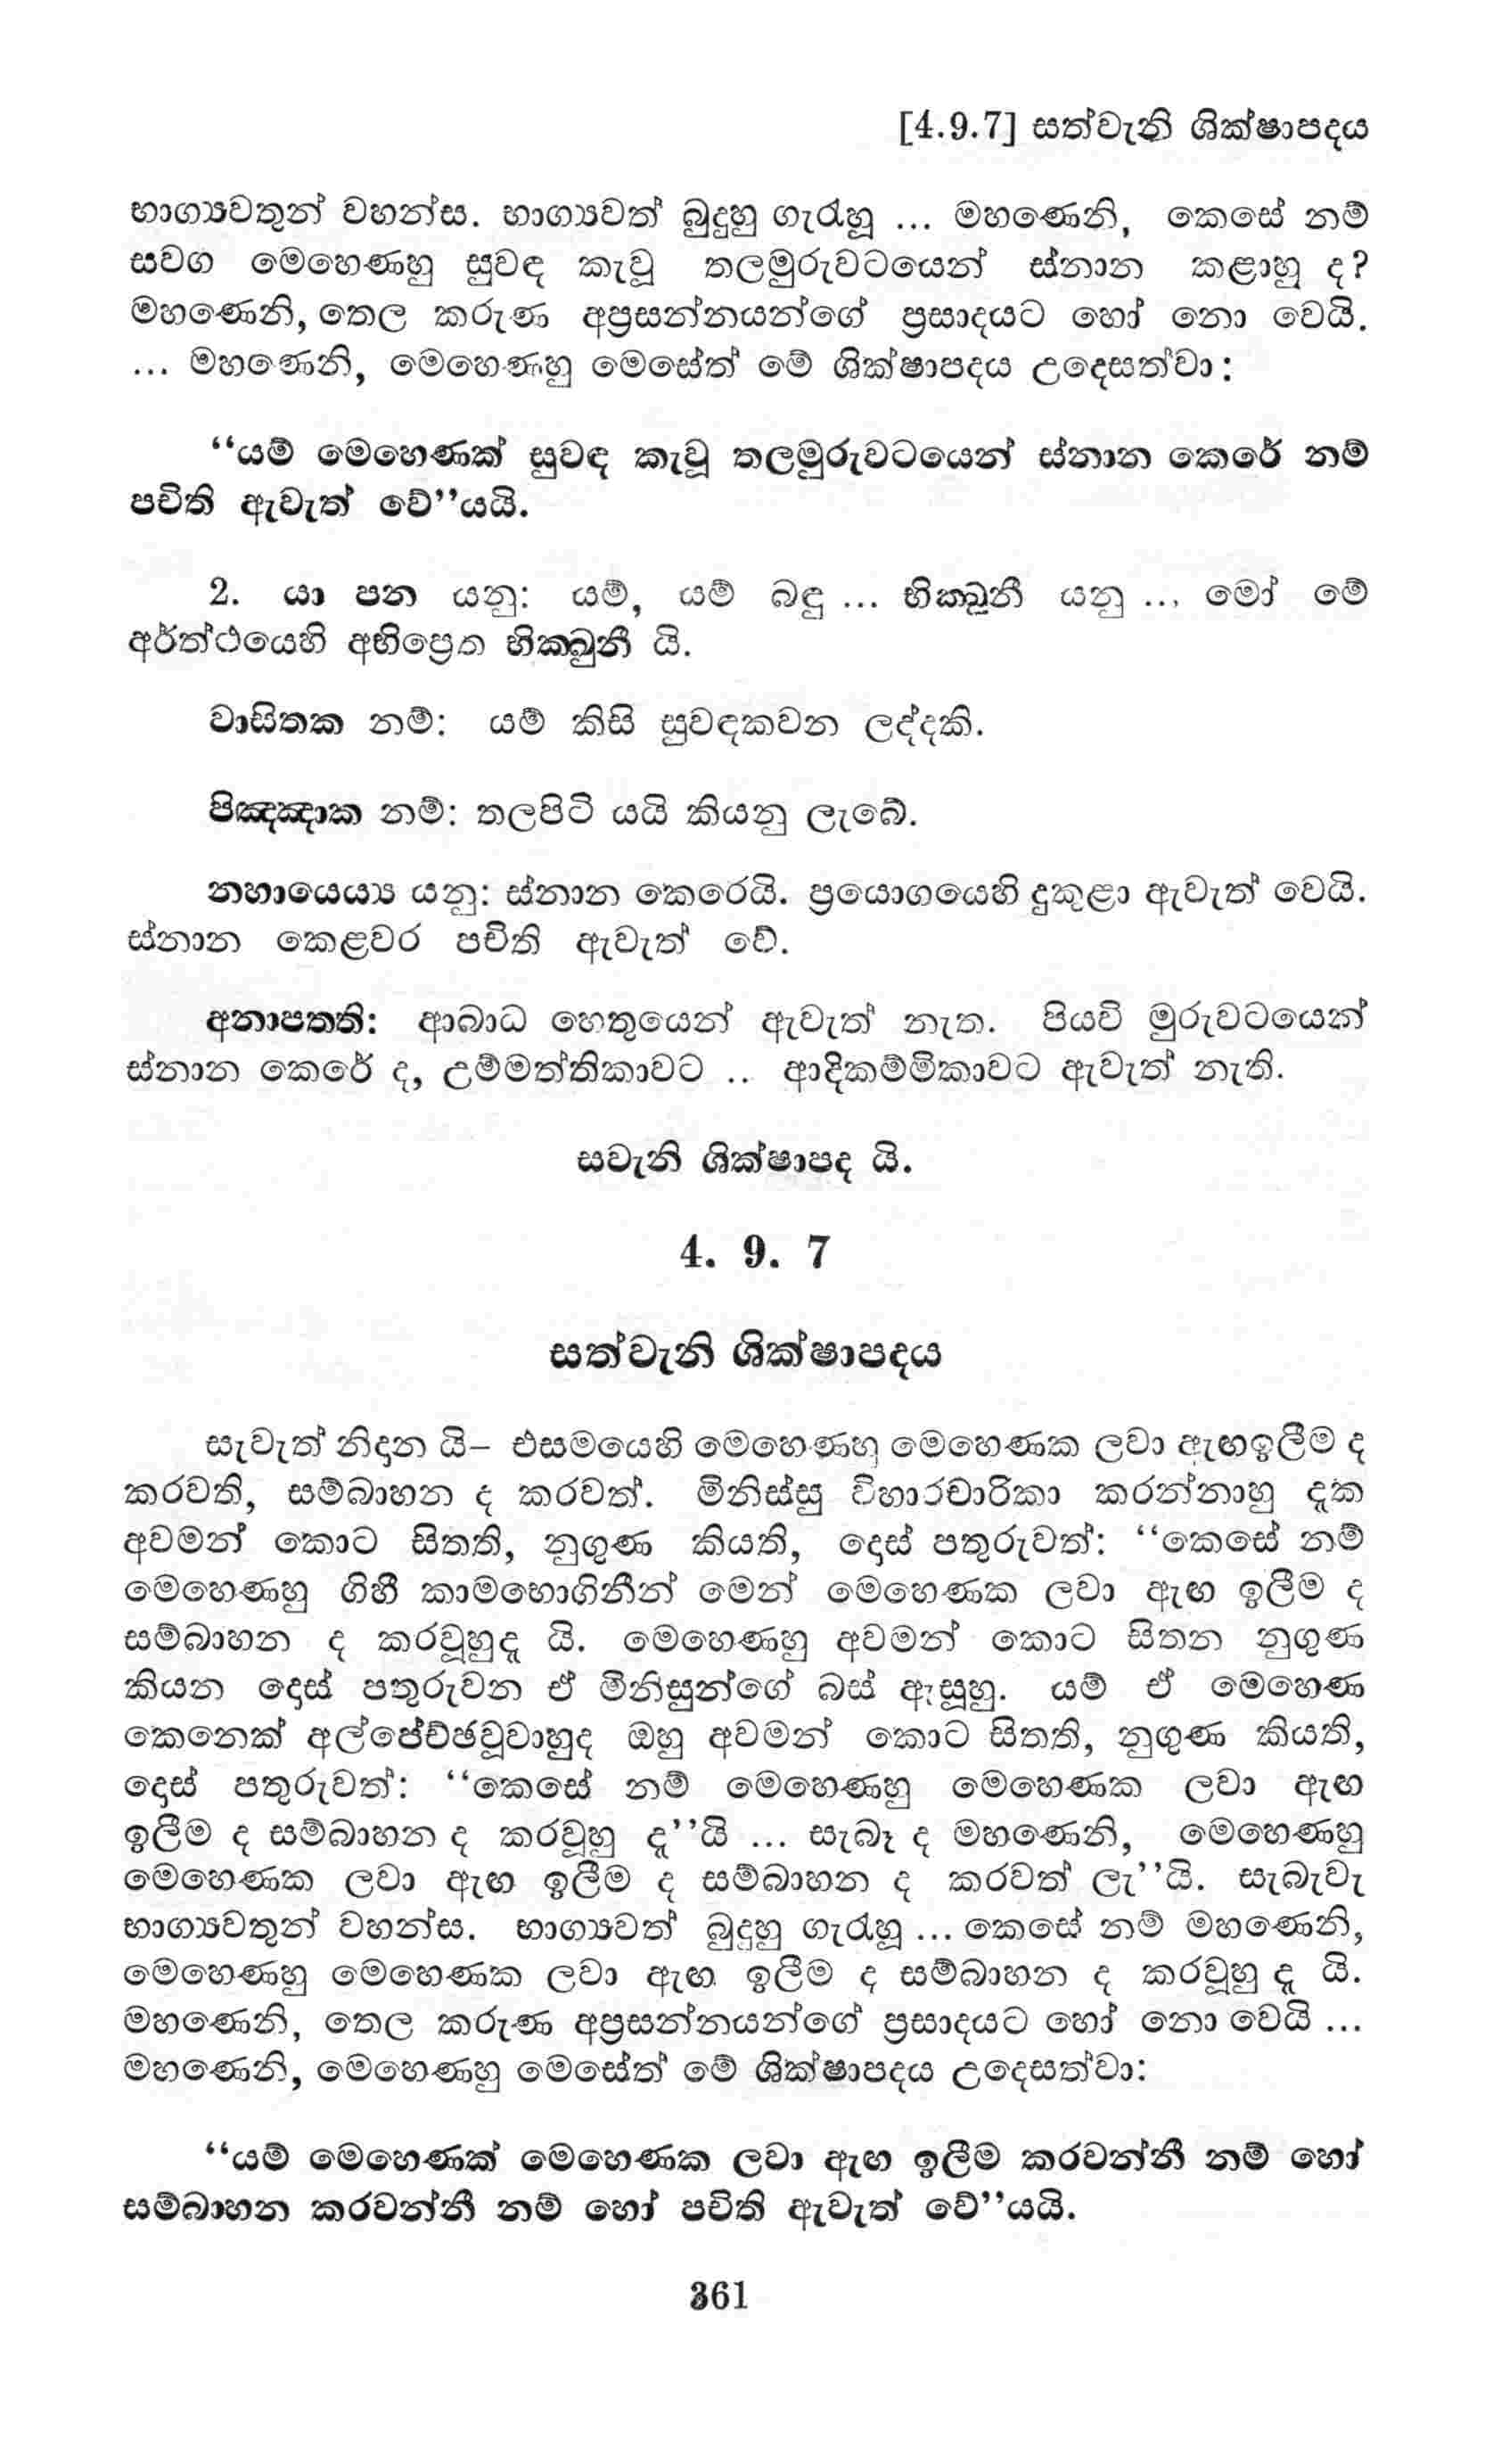 [4.9.7] සත්වැනි ශික්ෂාපදය
භාග්‍යවතුන් වහන්ස. භාග්‍යවත් බුදුහු ගැරැහූ ... මහණෙනි, කෙසේ නම්
සවග මෙහෙණහු සුවඳ කැවූ තලමුරුවටයෙන් ස්නාන කළාහු ද?
මහණෙනි, තෙල කරුණ අප්‍රසන්නයන්ගේ ප්‍රසාදයට හෝ නො වෙයි.
... මහණෙනි, මෙහෙණහු මෙසේත් මේ ශික්ෂාපදය උදෙසත්වා:
“යම් මෙහෙණක් සුවඳ කැවූ තලමුරුවටයෙන් ස්නාන කෙරේ නම්
පචිති ඇවැත් වේ”යයි.
2. යා පන යනු: යම්, යම් බඳු ... භික්‍ඛුනී යනු ... මෝ මේ
අර්ත්ථයෙහි අභිප්‍රෙත භික්‍ඛුනී යි.
වාසිතක නම්: යම් කිසි සුවඳකවන ලද්දකි.
පිඤ්‍ඤාක නම්: තලපිටි යයි කියනු ලැබේ.
නහායෙය්‍ය යනු: ස්නාන කෙරෙයි. ප්‍රයොගයෙහි දුකුළා ඇවැත් වෙයි.
ස්නාන කෙළවර පචිති ඇවැත් වේ.
අනාපත්‍ති: ආබාධ හෙතුයෙන් ඇවැත් නැත. පියවි මුරුවටයෙන්
ස්නාන කෙරේ ද, උම්මත්තිකාවට .. ආදිකම්මිකාවට ඇවැත් නැති.
සවැනි ශික්ෂාපද යි.
4. 9. 7
සත්වැනි ශික්ෂාපදය
සැවැත් නිදාන යි– එසමයෙහි මෙහෙණහු මෙහෙණක ලවා ඇඟඉලීම ද
කරවති, සම්බාහන ද කරවත්. මිනිස්සු විහාරචාරිකා කරන්නාහු දැක
අවමන් කොට සිතති, නුගුණ කියති, දොස් පතුරුවත්: “කෙසේ නම්
මෙහෙණහු ගිහී කාමභොගිනීන් මෙන් මෙහෙණක ලවා ඇඟ ඉලීම ද
සම්බාහන ද කරවූහුදැ යි. මෙහෙණහු අවමන් කොට සිතන නුගුණ
කියන දොස් පතුරුවන ඒ මිනිසුන්ගේ බස් ඇසූහු. යම් ඒ මෙහෙණ
කෙනෙක් අල්පේච්ඡවූවාහුද ඔහු අවමන් කොට සිතති, නුගුණ කියති,
දොස් පතුරුවත්: “කෙසේ නම් මෙහෙණහු මෙහෙණක ලවා ඇඟ
ඉලීම ද සම්බාහන ද කරවූහු දැ”යි ... සැබෑ ද මහණෙනි, මෙහෙණහු
මෙහෙණක ලවා ඇඟ ඉලීම ද සම්බාහන ද කරවත් ලැ”යි. සැබැවැ
භාග්‍යවතුන් වහන්ස. භාග්‍යවත් බුදුහු ගැරැහූ ... කෙසේ නම් මහණෙනි,
මෙහෙණහු මෙහෙණක ලවා ඇඟ ඉලීම ද සම්බාහන ද කරවූහු දැ යි.
මහණෙනි, තෙල කරුණ අප්‍රසන්නයන්ගේ ප්‍රසාදයට හෝ නො වෙයි ...
මහණෙනි, මෙහෙණහු මෙසේත් මේ ශික්ෂාපදය උදෙසත්වා:
“යම් මෙහෙණක් මෙහෙණක ලවා ඇඟ ඉලීම කරවන්නී නම් හෝ
සම්බාහන කරවන්නී නම් හෝ පචිති ඇවැත් වේ”යයි.
361